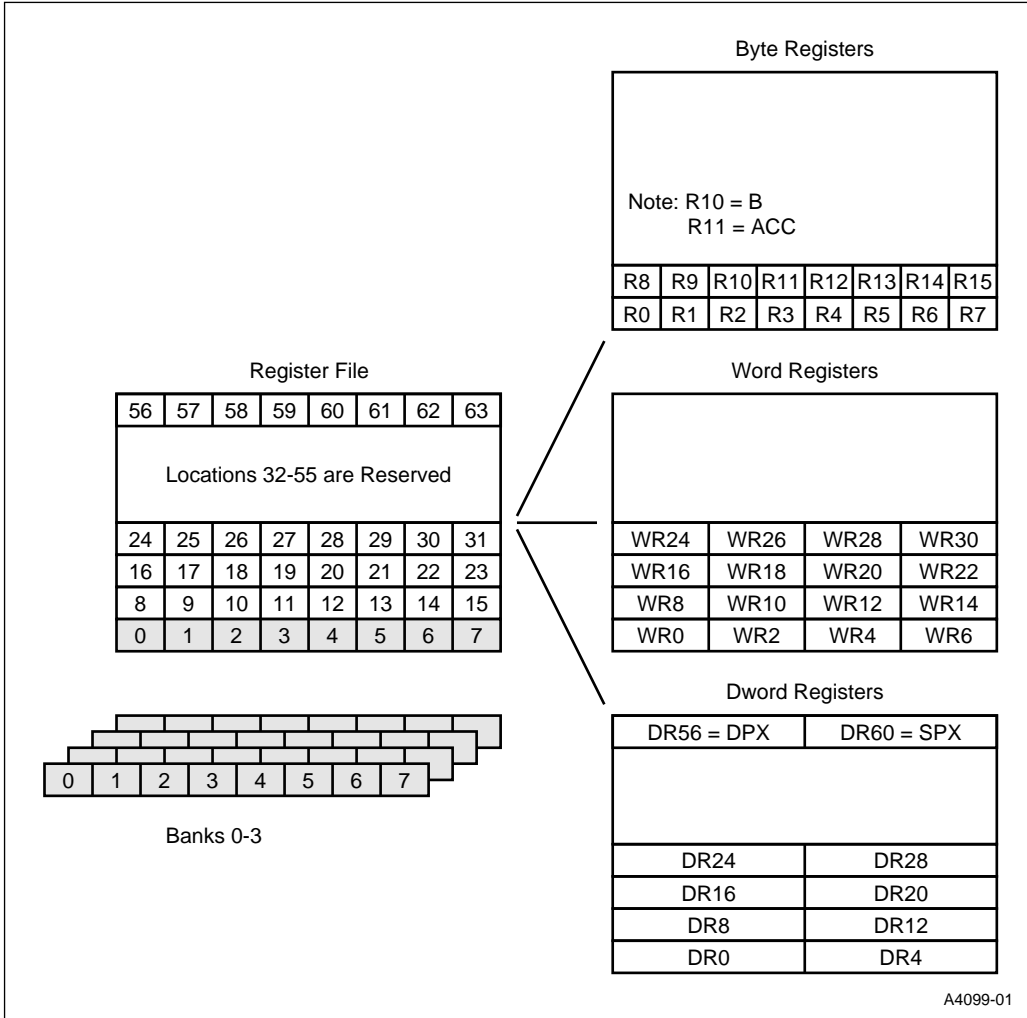 Byte Registers
Note: R10 = B
R11 = ACC
R8 R9 R10 R11 R12 R13 R14 R15
R0 R1 R2 R3 R4 R5 R6 R7
Register File
56 57 58 59 60 61 62 63
Locations 32-55 are Reserved
24 25 26 27 28 29 30 31
16 17 18 19 20 21 22 23
8 9 10 11 12 13 14 15
0 1 2 3 4 5 6 7
0 1 2 3 4 5 6 7
Banks 0-3
Word Registers
WR24 WR26 WR28 WR30
WR16 WR18 WR20 WR22
WR8 WR10 WR12 WR14
WR0 WR2 WR4 WR6
Dword Registers
DR56 = DPX DR60 = SPX
DR24 DR28
DR16 DR20
DR8 DR12
DR0 DR4
A4099-01